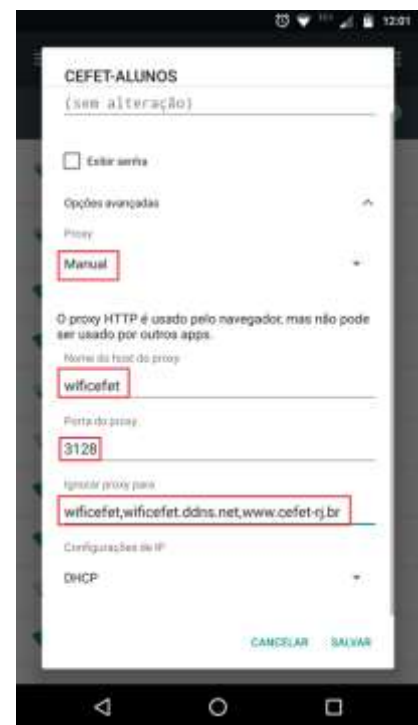 12:01
CEFET-ALUNOS
(sem alteração)
Exibir senha
Opções avançadas
Proxy
Manual
O proxy HTTP é usado pelo navegador, mas não pode
ser usado por outros apps.
Nome do host do proxy
wificefet
Porta do proxy
3128
Ignorar proxy para
wificefet,wificefet.ddns.net,www.cefet-rj.br
Configurações de IP
DHCP
CANCELAR SALVAR